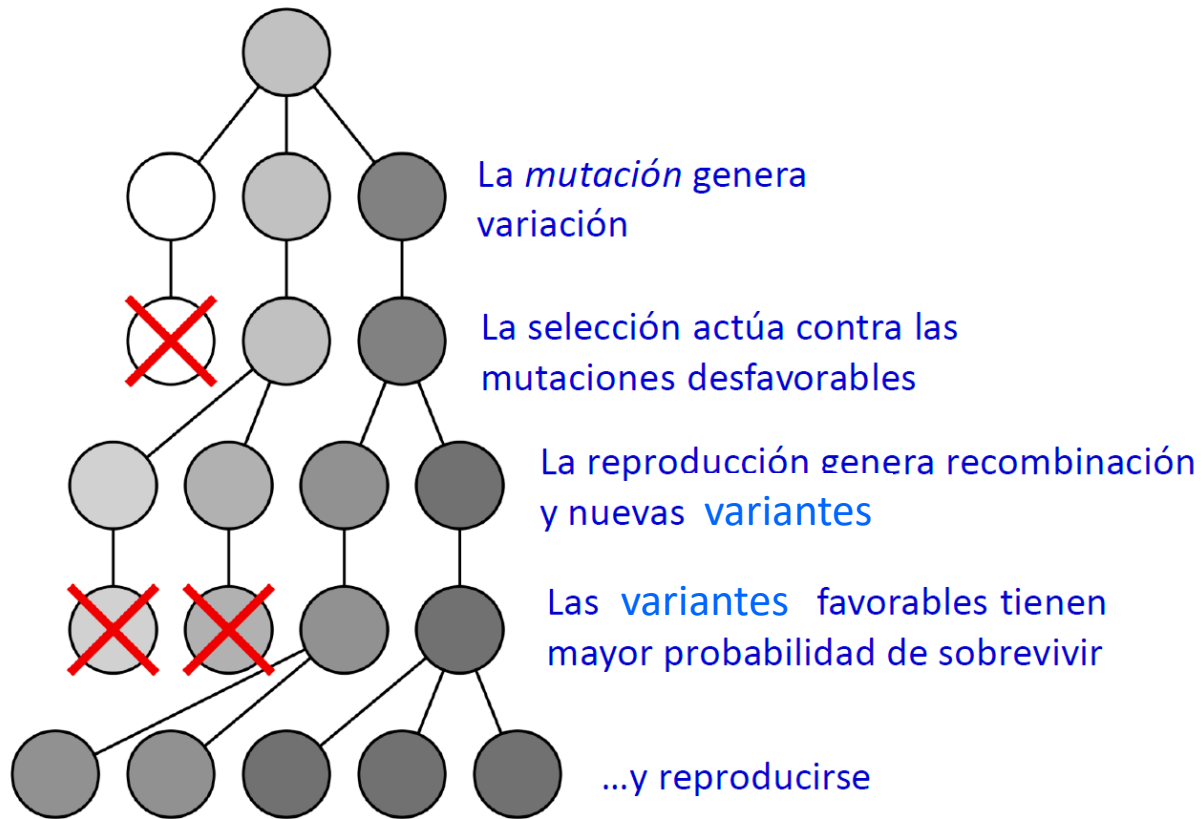 La mutación genera
variación
La selección actúa contra las
mutaciones desfavorables
La reproducción genera recombinación
y nuevas variantes
Las variantes favorables tienen
mayor probabilidad de sobrevivir
...y reproducirse